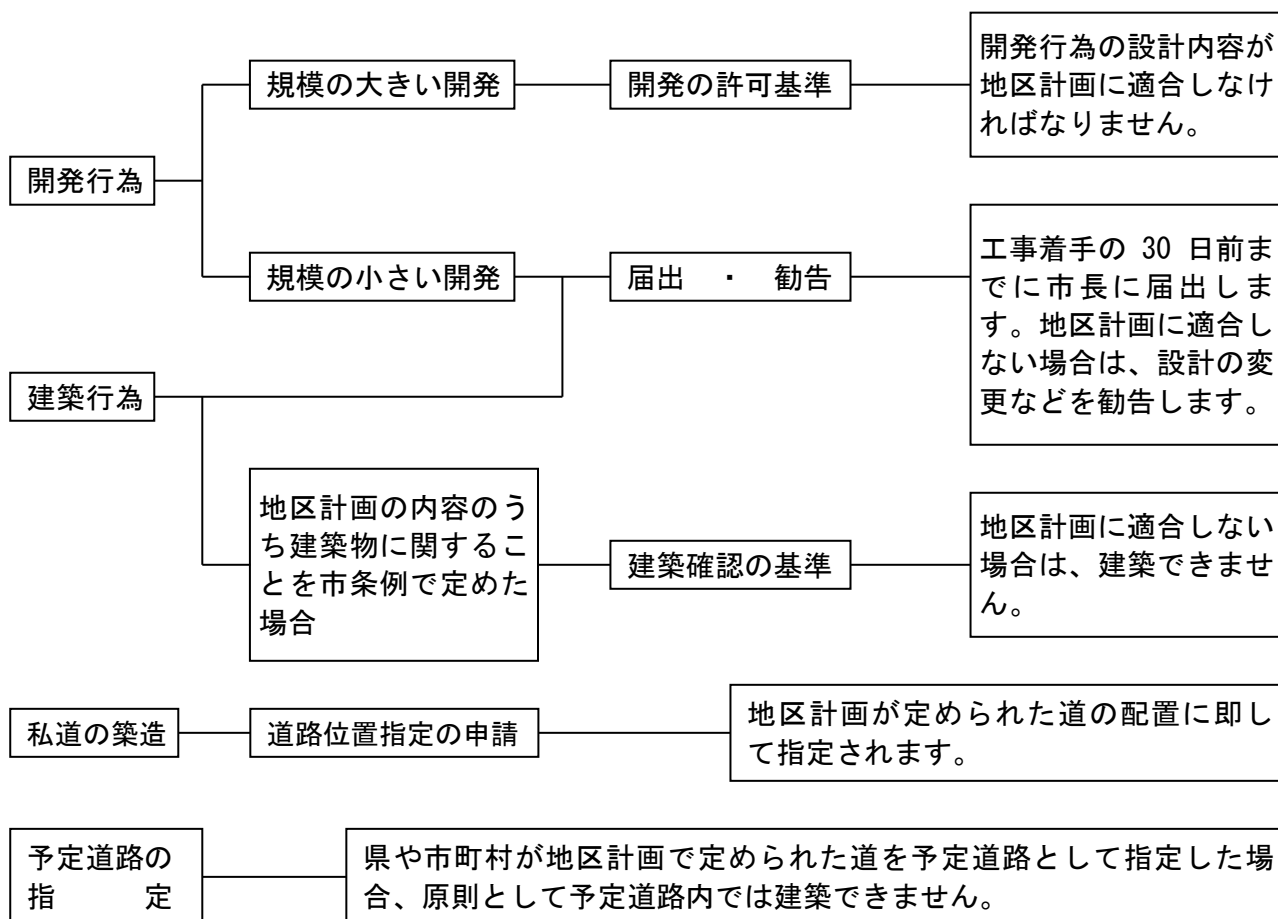 開発行為
規模の大きい開発
開発の許可基準
開発行為の設計内容が
地区計画に適合しなけ
ればなりません。
規模の小さい開発
届出 ・ 勧告
工事着手の 30 日前ま
でに市長に届出しま
す。地区計画に適合し
ない場合は、設計の変
更などを勧告します。
建築行為
地区計画の内容のう
ち建築物に関するこ
とを市条例で定めた
場合
建築確認の基準
地区計画に適合しない
場合は、建築できませ
ん。
私道の築造
道路位置指定の申請
地区計画が定められた道の配置に即し
て指定されます。
予定道路の
指 定
県や市町村が地区計画で定められた道を予定道路として指定した場
合、原則として予定道路内では建築できません。